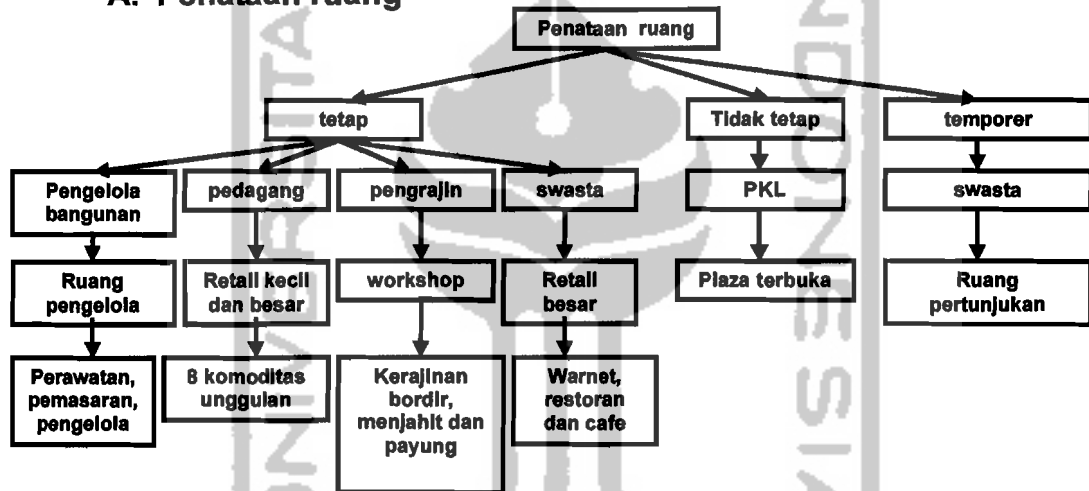 A. Penataan ruang
Penataan ruang
tetap
Tidak tetap
temporer
Pengelola
bangunan
pedagang
pengrajin
swasta
PKL
swasta
Ruang
pengelola
Retail kecil
dan besar
workshop
Retail
besar
Plaza terbuka
Ruang
pertunjukan
Perawatan,
pemasaran,
pengelola
8 komoditas
unggulan
Kerajinan
bordir,
menjahit dan
payung
Warnet,
restoran
dan cafe